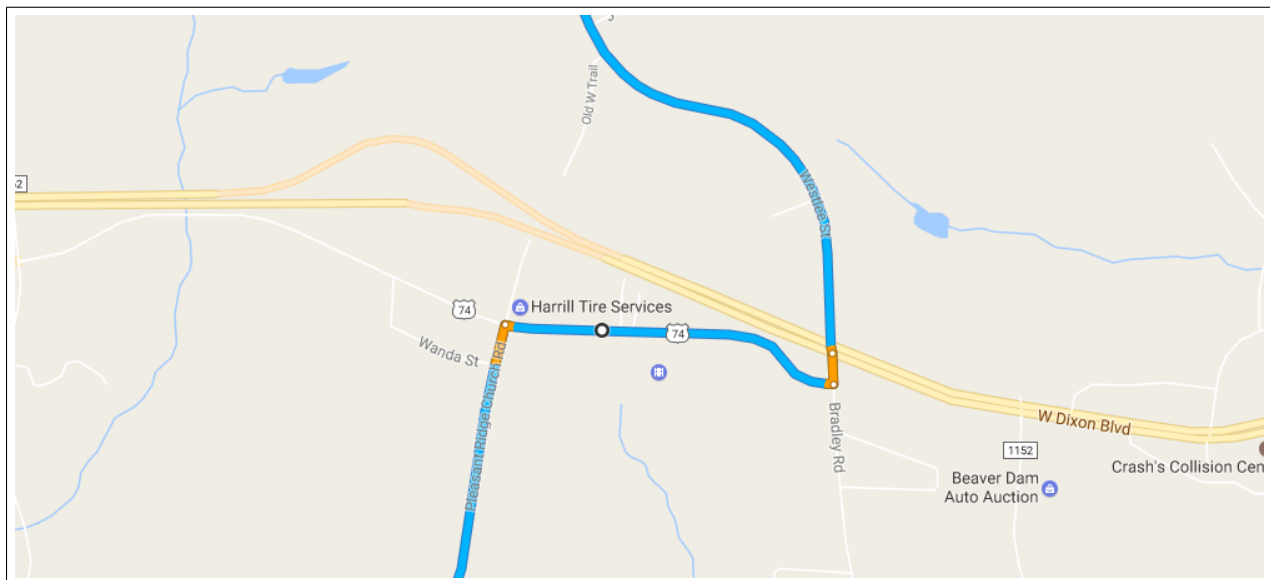 Old W Trail
Westlee St
52
74
Harrill Tire Services
74
Wanda St
Pleasant Ridge Church Rd
Bradley Rd
W Dixon Blvd
1152
Crash's Collision Cen
Beaver Dam
Auto Auction